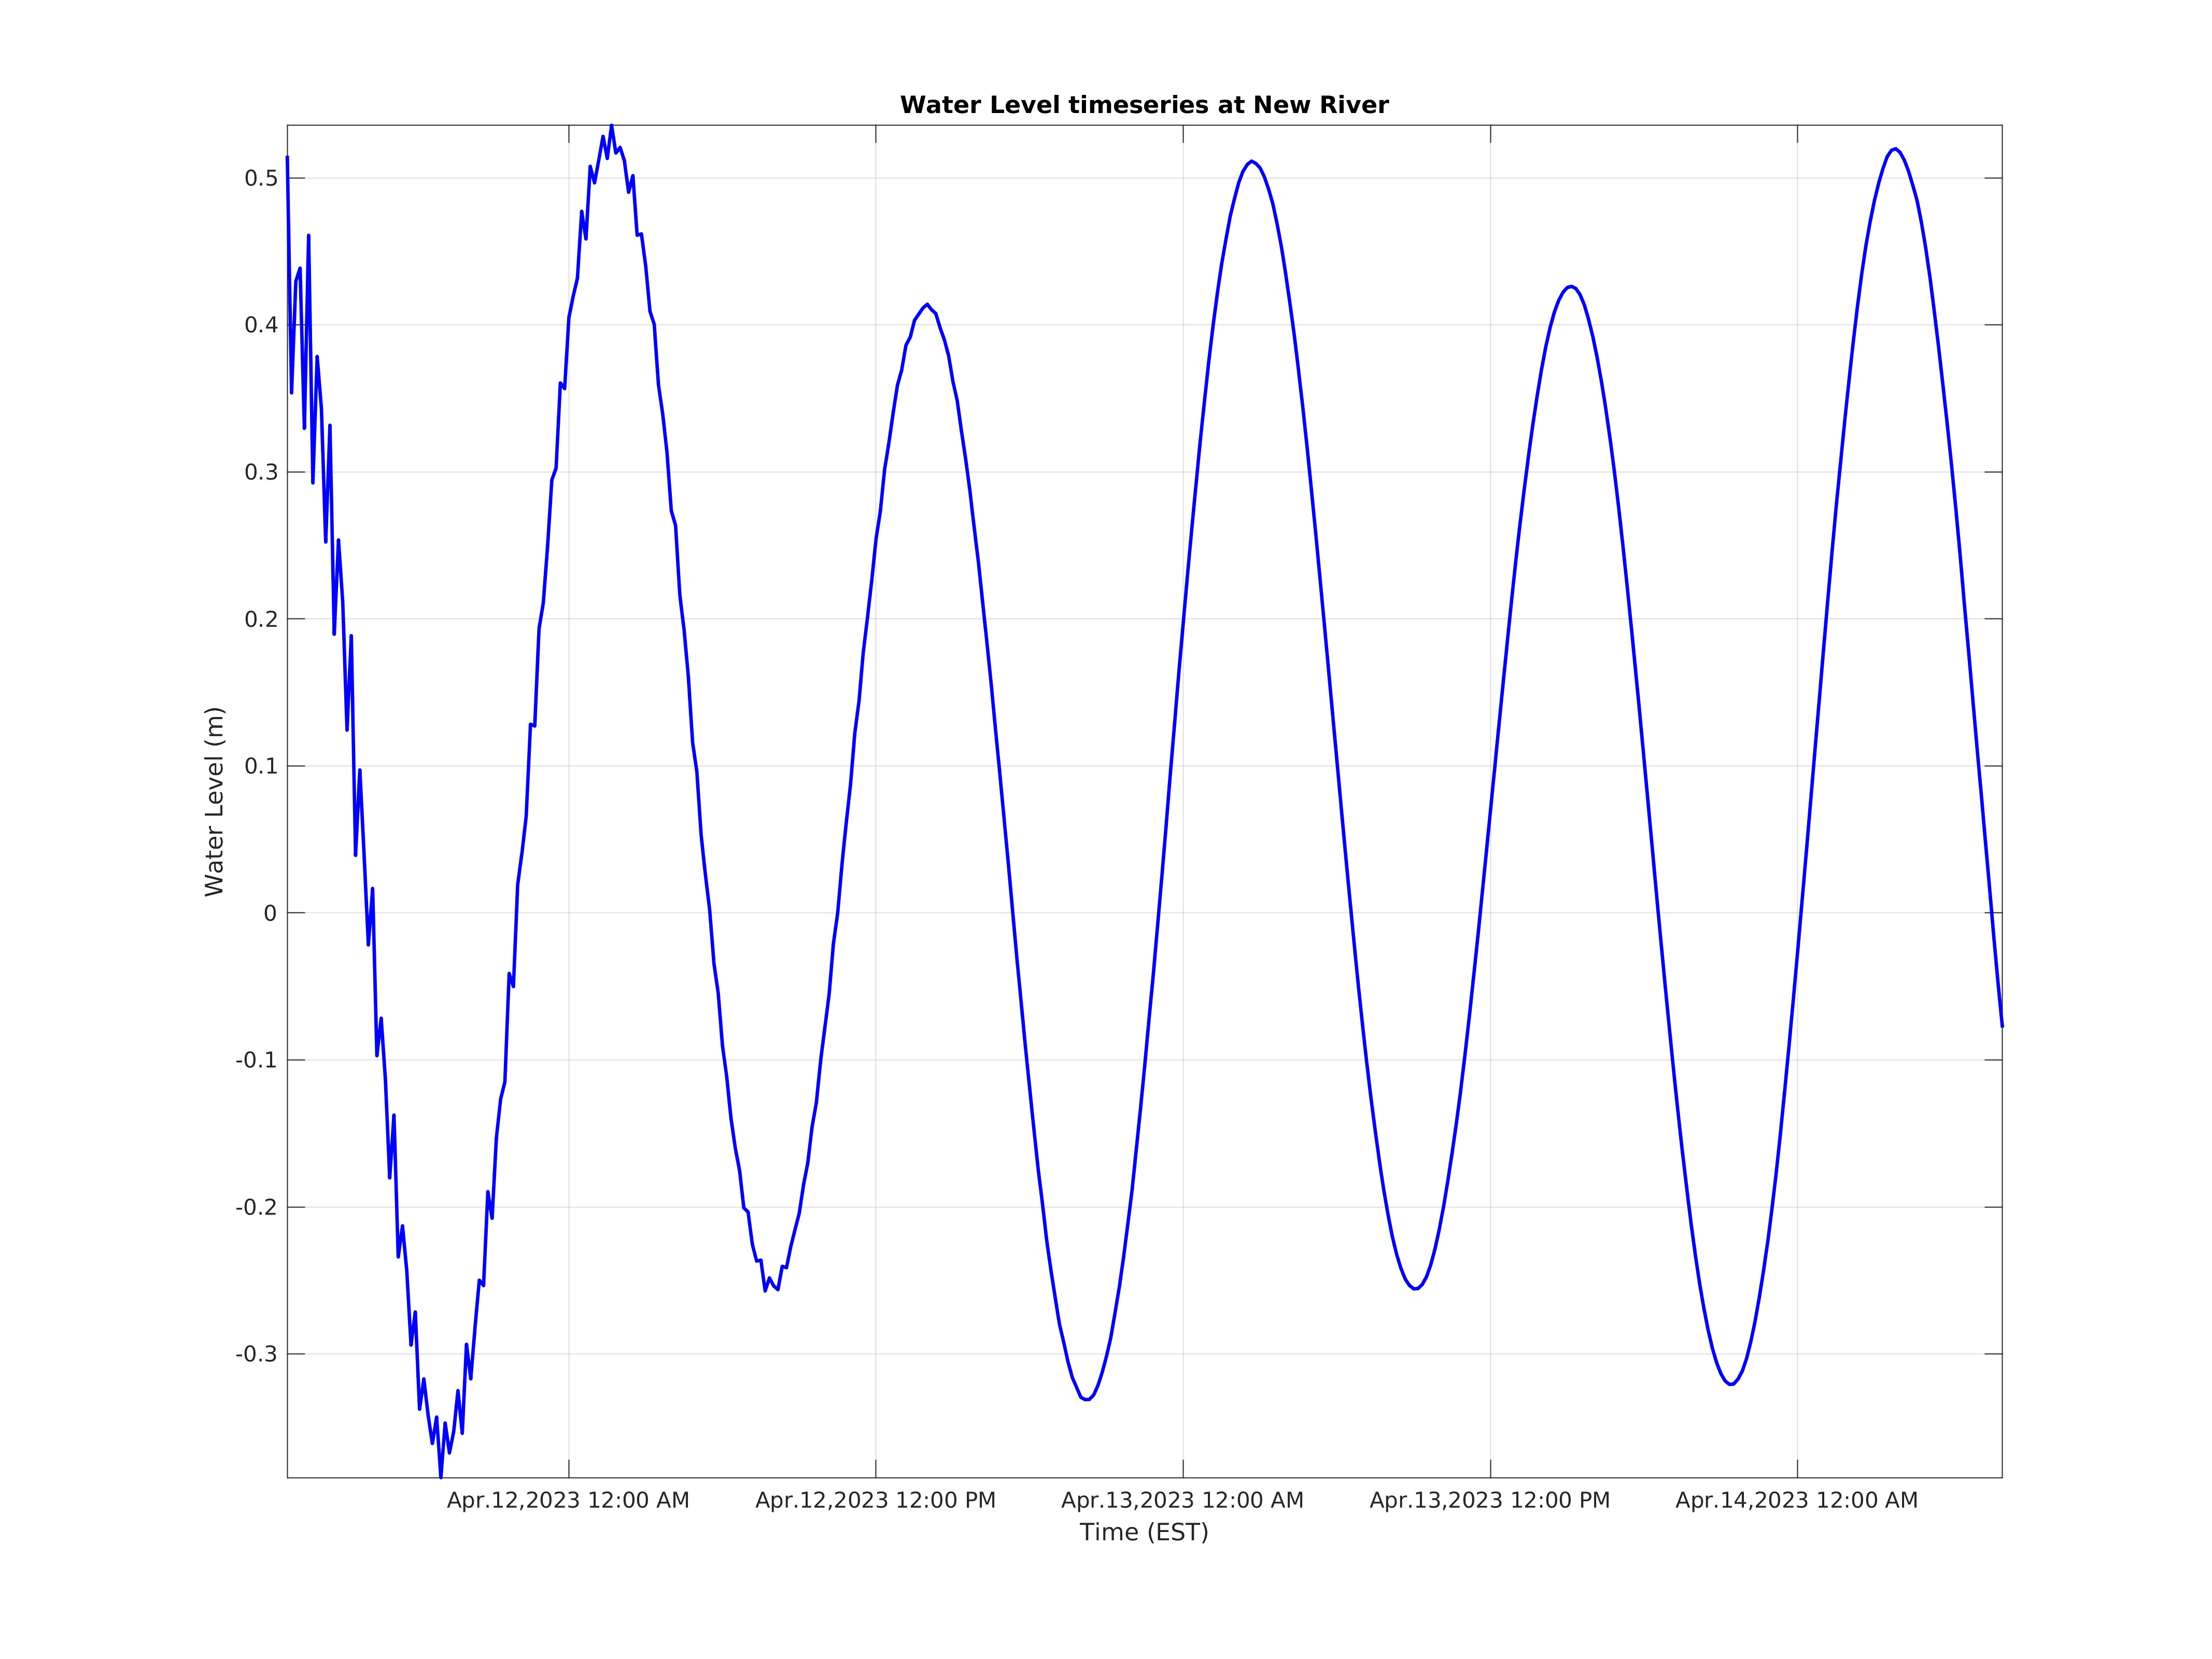 Water Level timeseries at New River
Water Level (m)
0.5
0.4
0.3
0.2
0.1
0
-0.1
-0.2
-0.3
Apr.12,2023 12:00 AM
Apr.12,2023 12:00 PM
Apr.13,2023 12:00 AM
Apr.13,2023 12:00 PM
Apr.14,2023 12:00 AM
Time (EST)